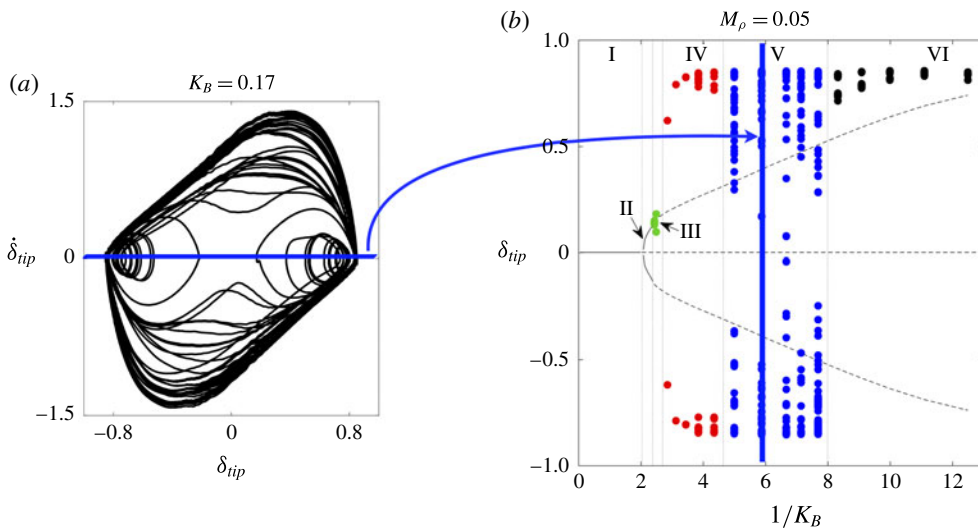 (a)
K_B = 0.17
1.5
δ̇_tip
0
−1.5
−0.8
0
0.8
δ_tip
(b)
M_ρ = 0.05
1.0
I
IV
V
VI
0.5
II
III
δ_tip
0
−0.5
−1.0
0
2
4
6
8
10
12
1/K_B